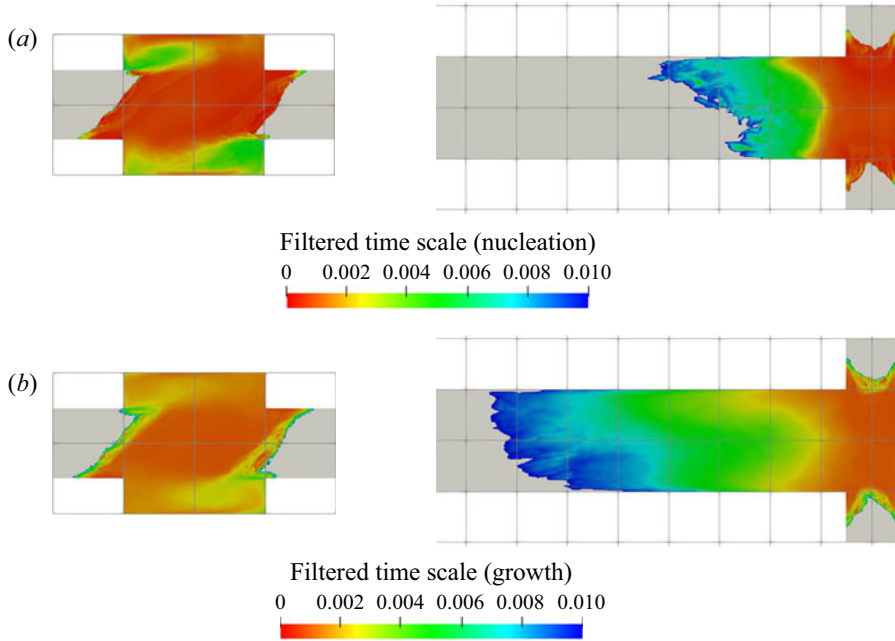 (a)
Filtered time scale (nucleation)
0 0.002 0.004 0.006 0.008 0.010
(b)
Filtered time scale (growth)
0 0.002 0.004 0.006 0.008 0.010